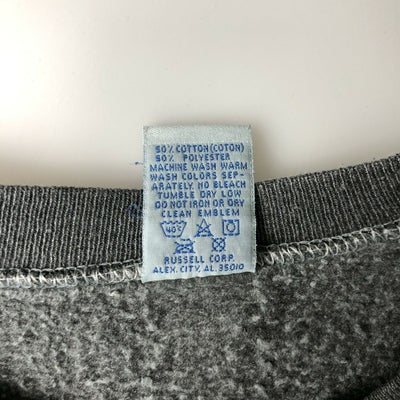 50% COTTON(COTON)
50% POLYESTER
MACHINE WASH WARM
WASH COLORS SEP-
ARATELY. NO BLEACH
TUMBLE DRY LOW
DO NOT IRON OR DRY
CLEAN EMBLEM
40°C
RUSSELL CORP.
ALEX. CITY, AL. 35010